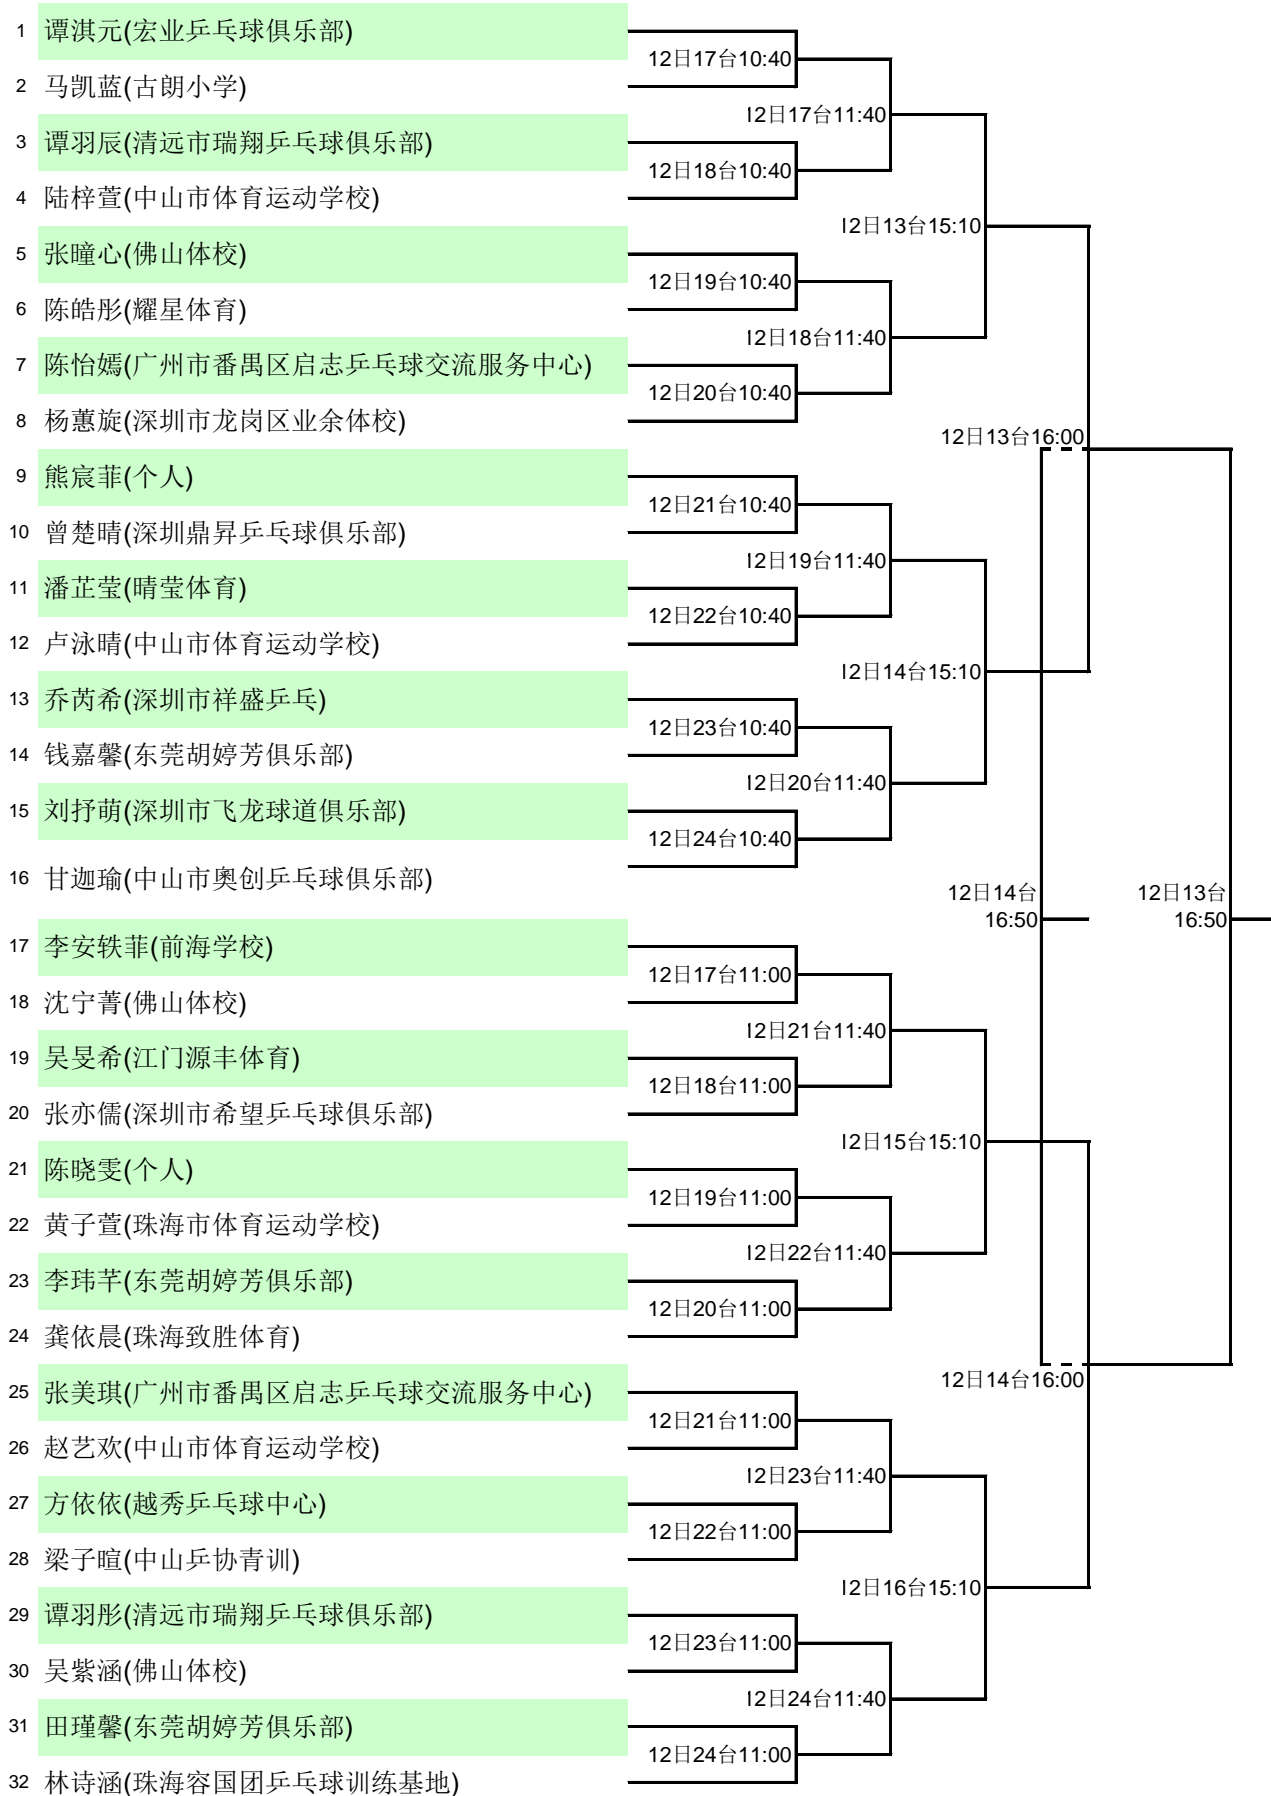 1 谭淇元(宏业乒乓球俱乐部)
12日17台10:40
2 马凯蓝(古朗小学)
12日17台11:40
3 谭羽辰(清远市瑞翔乒乓球俱乐部)
12日18台10:40
4 陆梓萱(中山市体育运动学校)
12日13台15:10
5 张曈心(佛山体校)
12日19台10:40
6 陈皓彤(耀星体育)
12日18台11:40
7 陈怡嫣(广州市番禺区启志乒乓球交流服务中心)
12日20台10:40
8 杨蕙旋(深圳市龙岗区业余体校)
12日13台16:00
9 熊宸菲(个人)
12日21台10:40
10 曾楚晴(深圳鼎昇乒乓球俱乐部)
12日19台11:40
11 潘芷莹(晴莹体育)
12日22台10:40
12 卢泳晴(中山市体育运动学校)
12日14台15:10
13 乔芮希(深圳市祥盛乒乓)
12日23台10:40
14 钱嘉馨(东莞胡婷芳俱乐部)
12日20台11:40
15 刘抒萌(深圳市飞龙球道俱乐部)
12日24台10:40
16 甘迦瑜(中山市奥创乒乓球俱乐部)
12日14台
16:50
12日13台
16:50
17 李安轶菲(前海学校)
12日17台11:00
18 沈宁菁(佛山体校)
12日21台11:40
19 吴旻希(江门源丰体育)
12日18台11:00
20 张亦儒(深圳市希望乒乓球俱乐部)
12日15台15:10
21 陈晓雯(个人)
12日19台11:00
22 黄子萱(珠海市体育运动学校)
12日22台11:40
23 李玮芊(东莞胡婷芳俱乐部)
12日20台11:00
24 龚依晨(珠海致胜体育)
12日14台16:00
25 张美琪(广州市番禺区启志乒乓球交流服务中心)
12日21台11:00
26 赵艺欢(中山市体育运动学校)
12日23台11:40
27 方依依(越秀乒乓球中心)
12日22台11:00
28 梁子暄(中山乒协青训)
12日16台15:10
29 谭羽彤(清远市瑞翔乒乓球俱乐部)
12日23台11:00
30 吴紫涵(佛山体校)
12日24台11:40
31 田瑾馨(东莞胡婷芳俱乐部)
12日24台11:00
32 林诗涵(珠海容国团乒乓球训练基地)